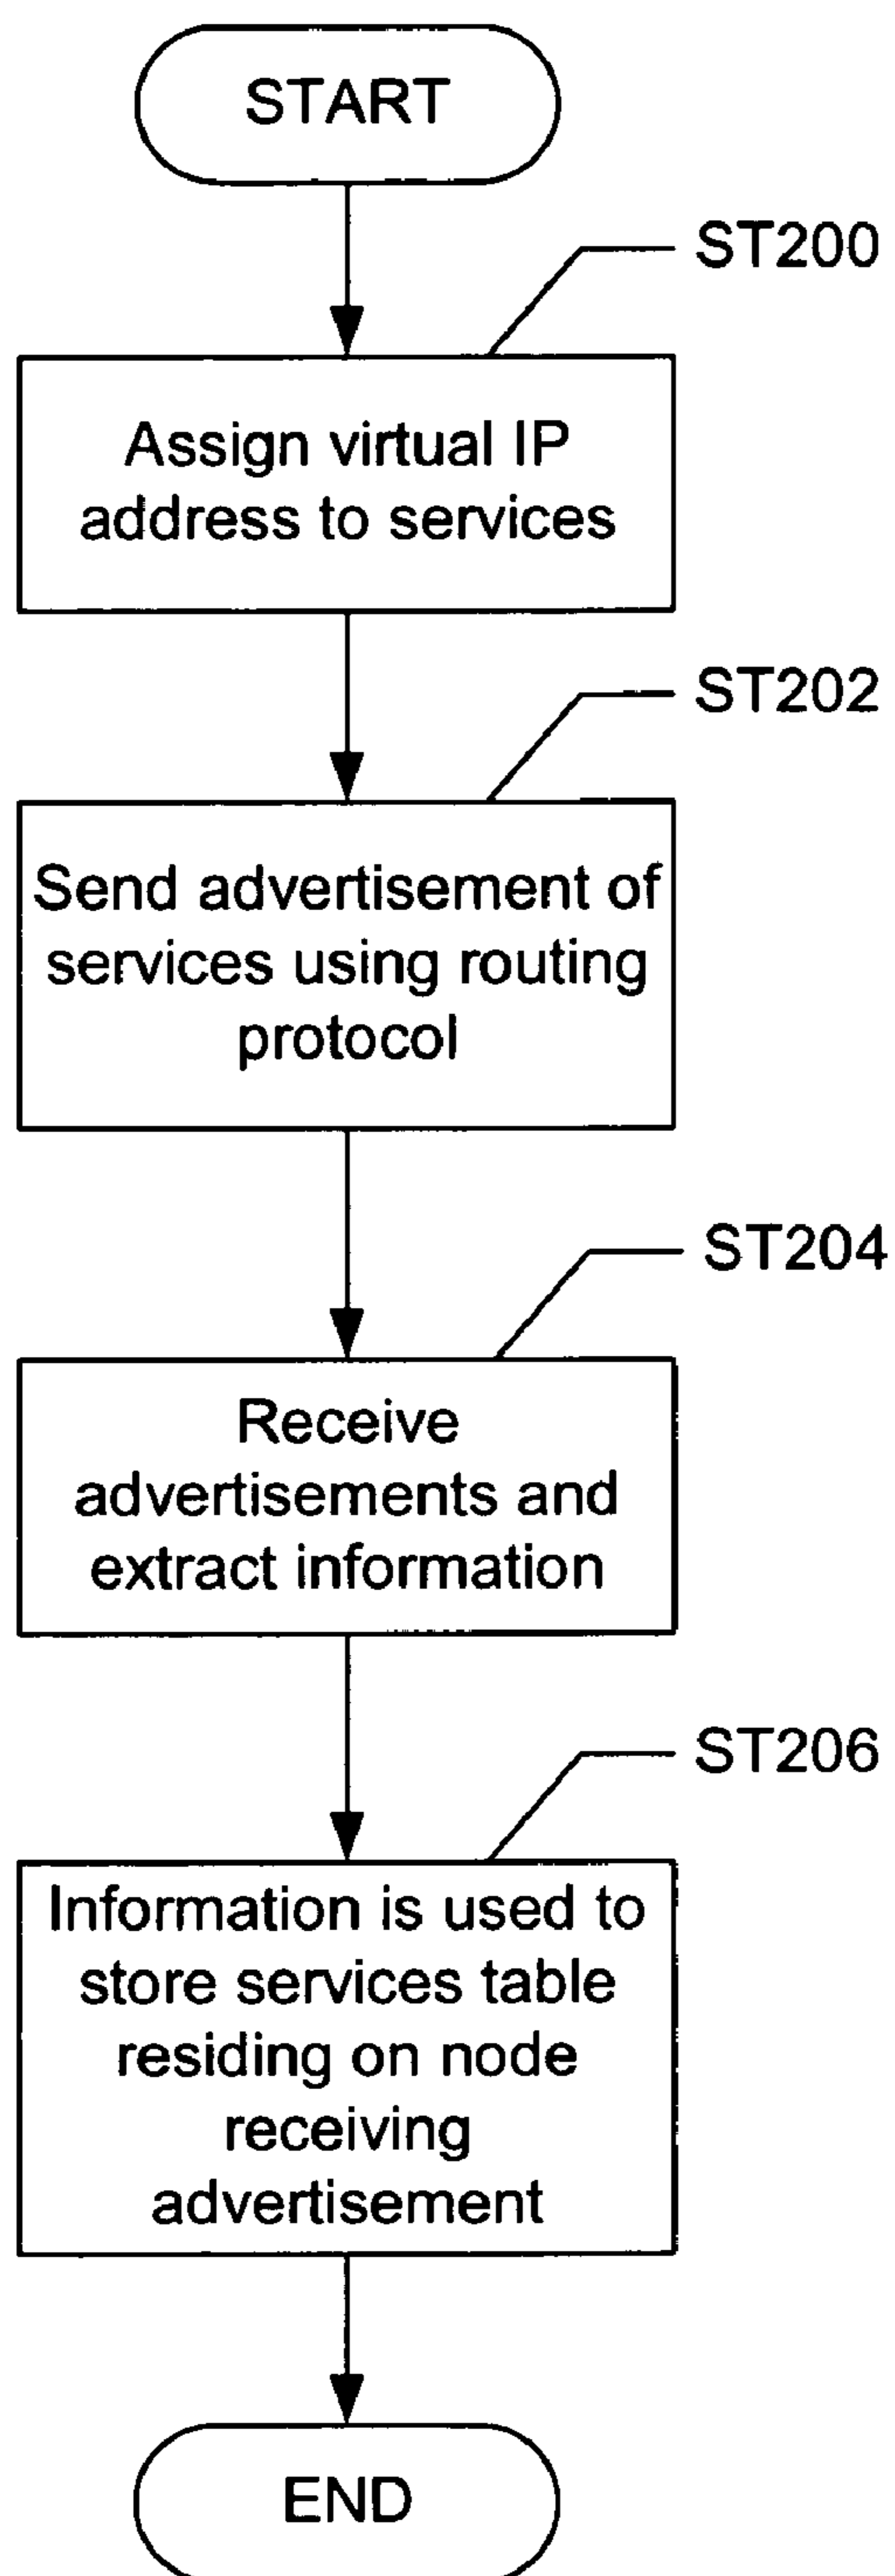 START
ST200
Assign virtual IP
address to services
ST202
Send advertisement of
services using routing
protocol
ST204
Receive
advertisements and
extract information
ST206
Information is used to
store services table
residing on node
receiving
advertisement
END